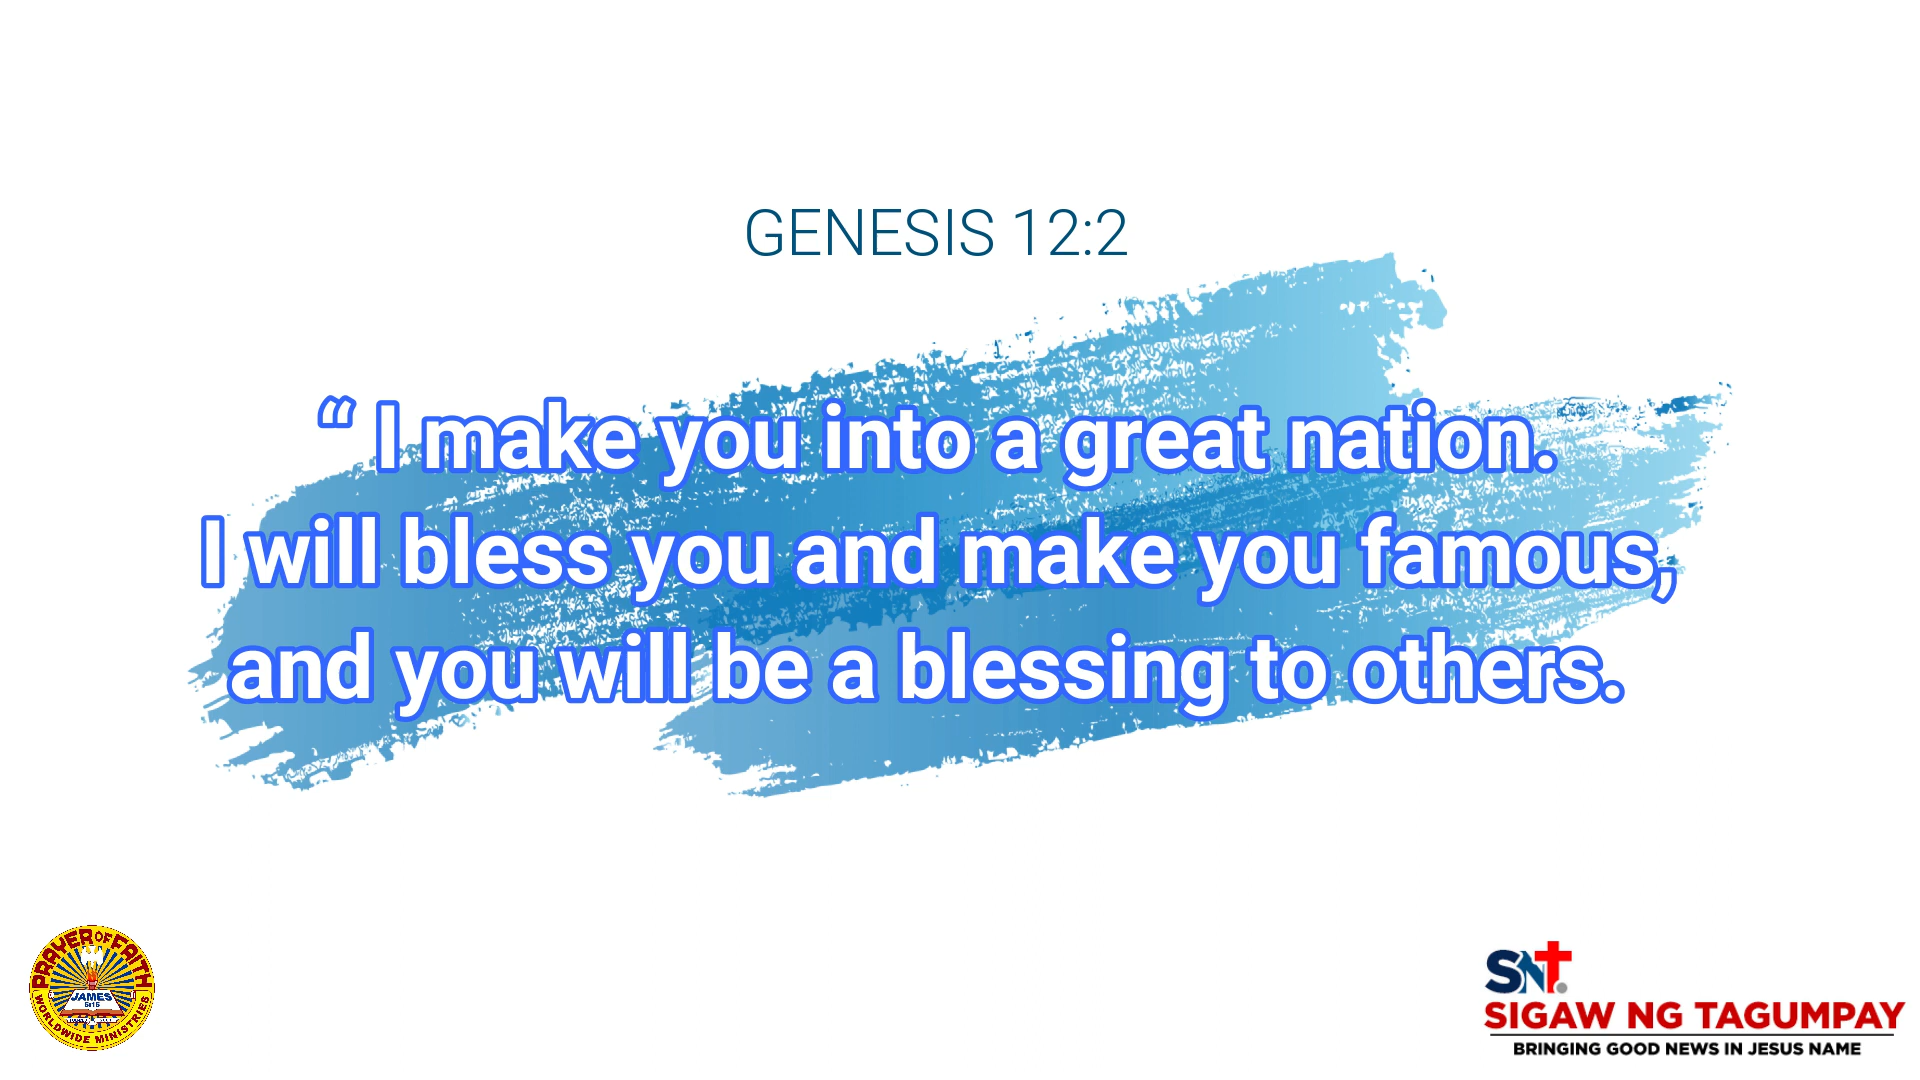 GENESIS 12:2
“ I make you into a great nation.
I will bless you and make you famous,
and you will be a blessing to others.
PRAYER OF FAITH
JAMES
5:15
WORLDWIDE MINISTRIES
SNT.
SIGAW NG TAGUMPAY
BRINGING GOOD NEWS IN JESUS NAME